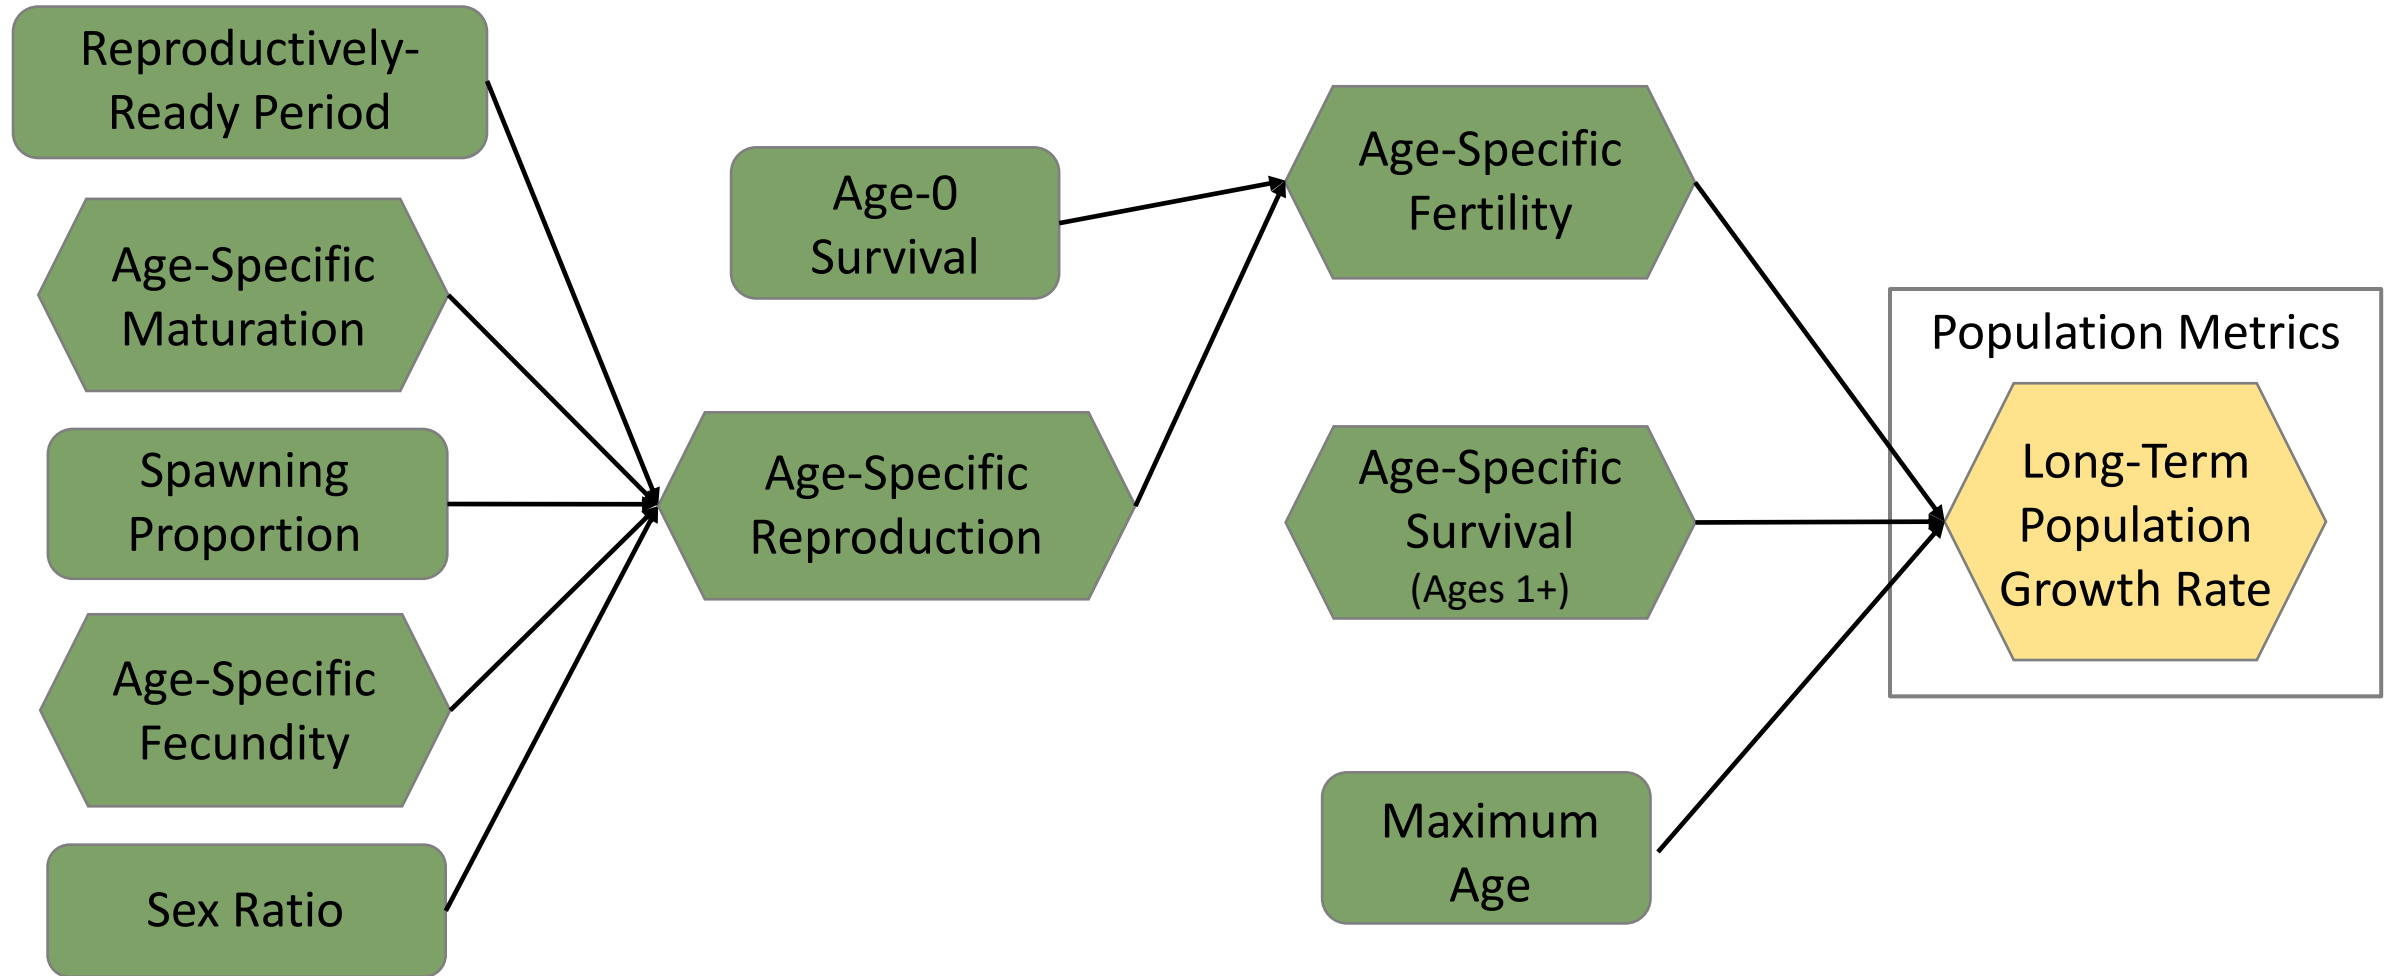 Reproductively-
Ready Period
Age-Specific
Maturation
Spawning
Proportion
Age-Specific
Fecundity
Sex Ratio
Age-0
Survival
Age-Specific
Reproduction
Age-Specific
Fertility
Age-Specific
Survival
(Ages 1+)
Maximum
Age
Population Metrics
Long-Term
Population
Growth Rate